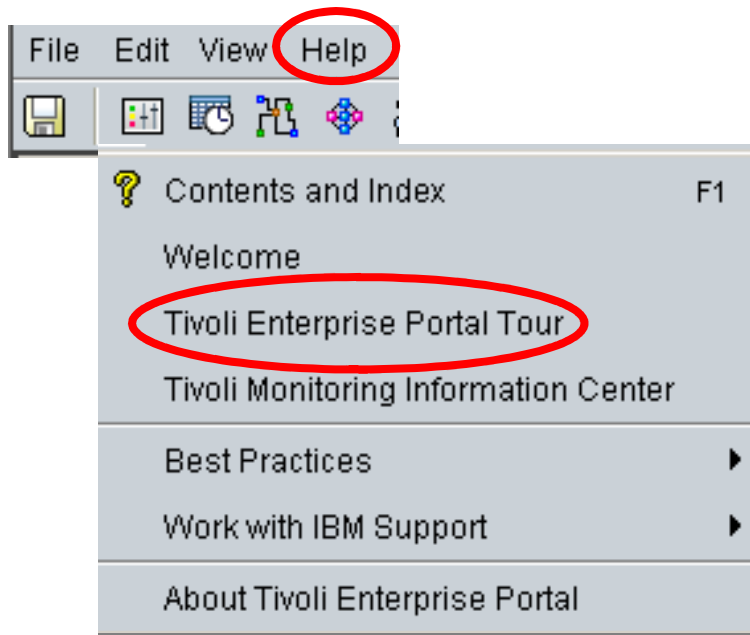 File Edit View Help
Contents and Index F1
Welcome
Tivoli Enterprise Portal Tour
Tivoli Monitoring Information Center
Best Practices
Work with IBM Support
About Tivoli Enterprise Portal